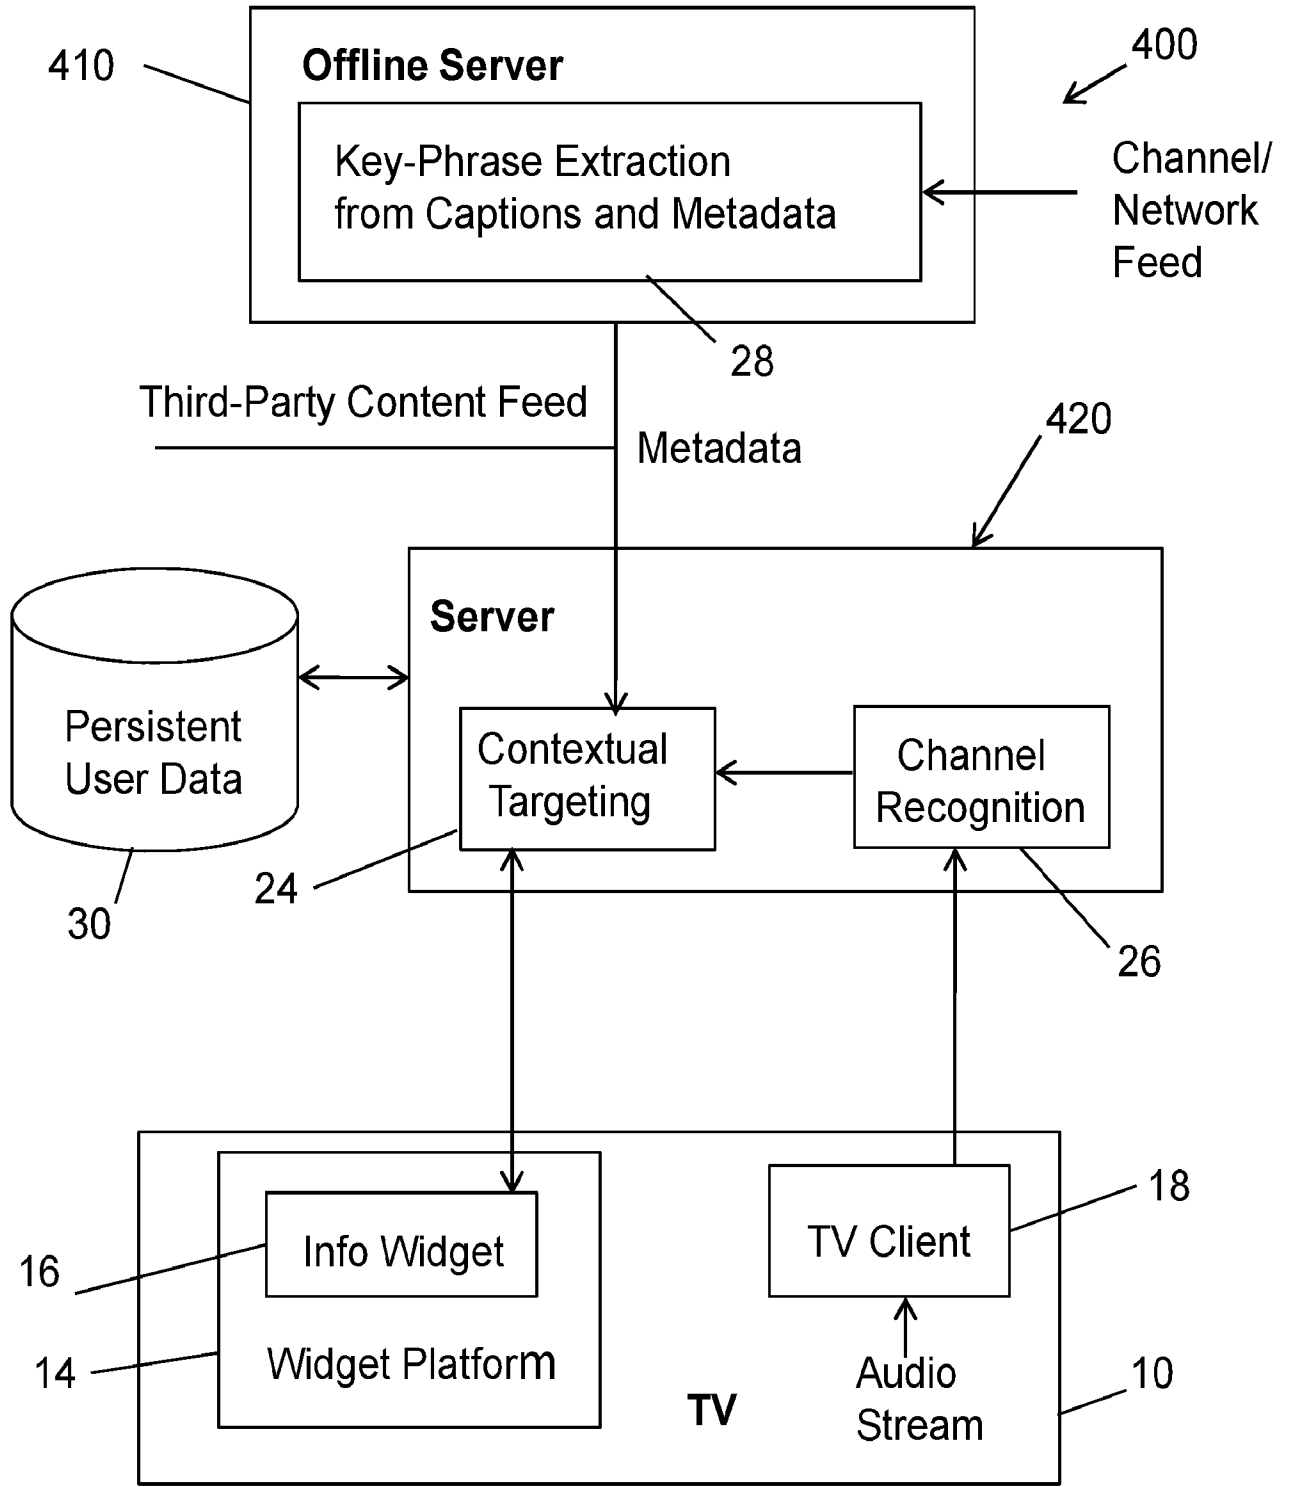 410
Offline Server
400
Key-Phrase Extraction
from Captions and Metadata
Channel/
Network
Feed
28
Third-Party Content Feed
Metadata
420
Server
Persistent
User Data
Contextual
Targeting
Channel
Recognition
24
30
26
18
TV Client
Info Widget
16
Widget Platform
14
TV
Audio
Stream
10